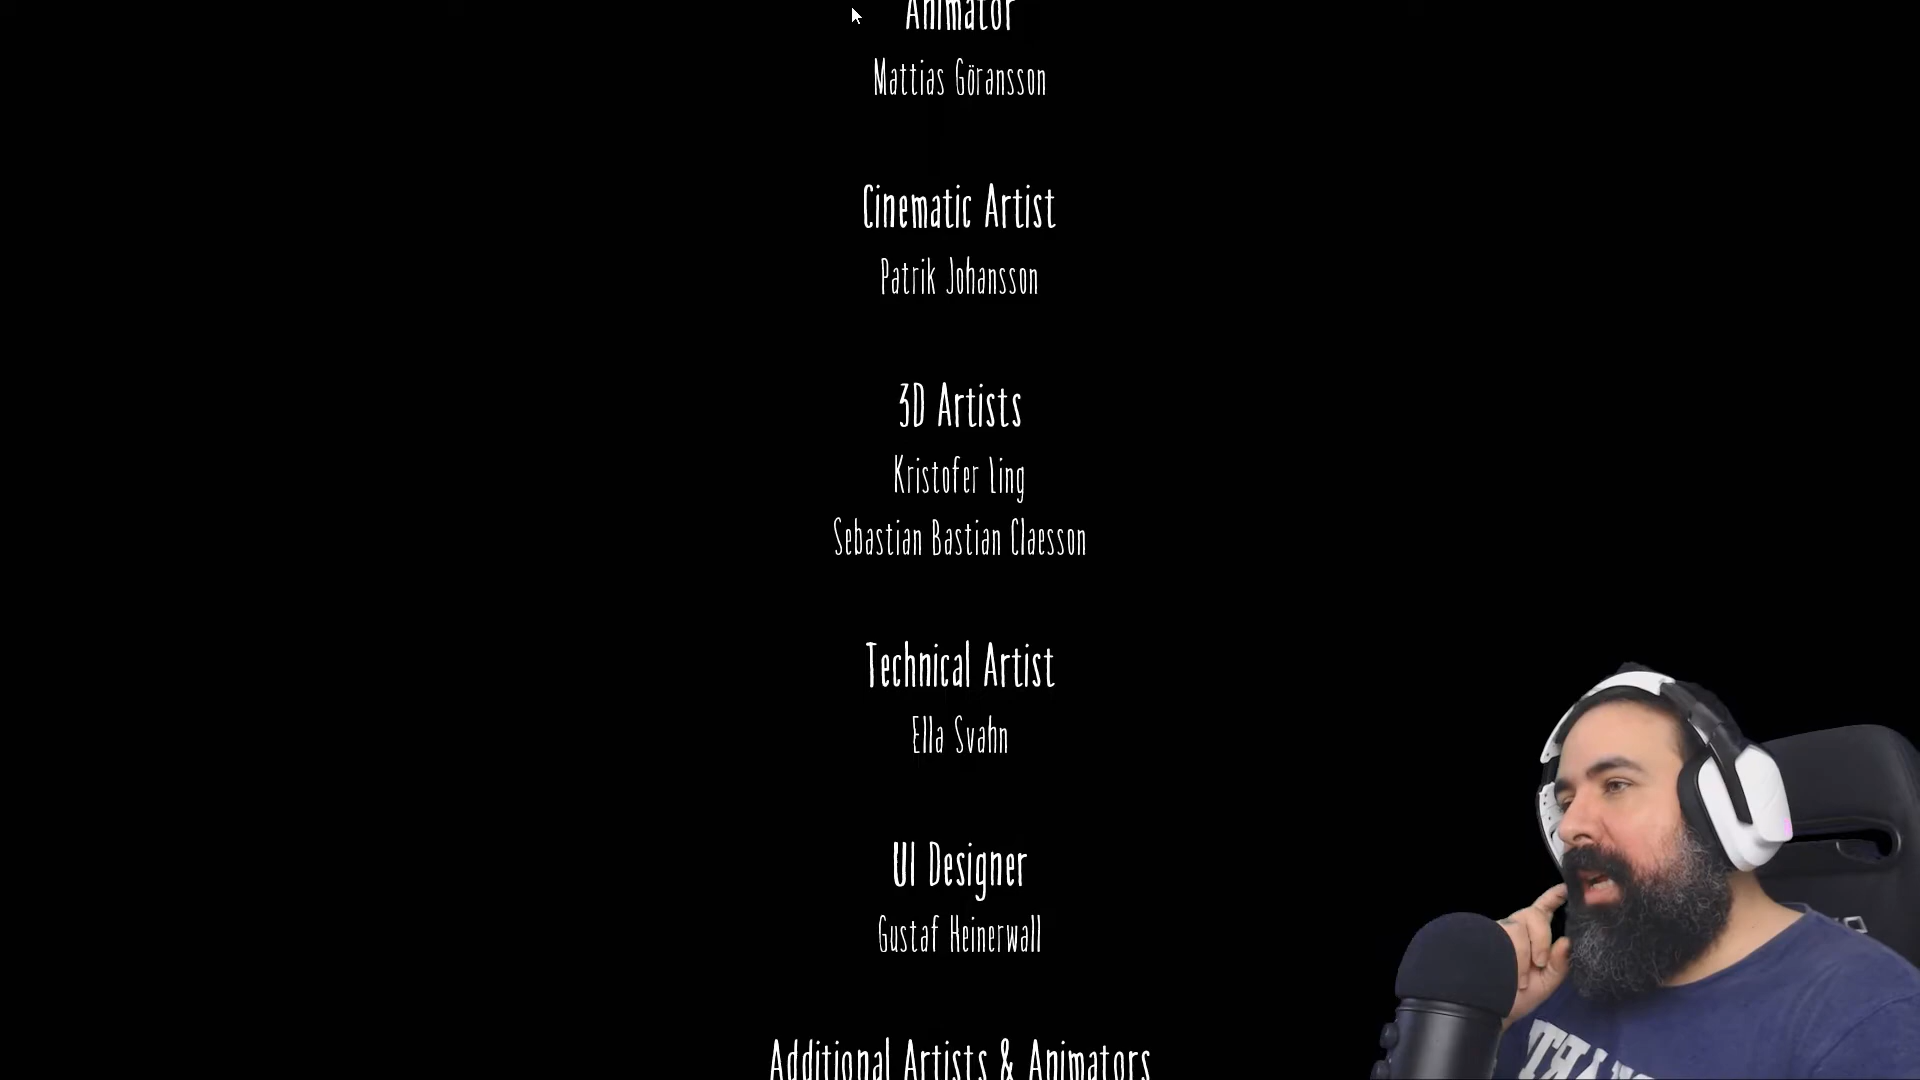 Animator
Mattias Göransson
Cinematic Artist
Patrik Johansson
3D Artists
Kristofer Ling
Sebastian Bastian Claesson
Technical Artist
Ella Svahn
UI Designer
Gustaf Heinerwall
Additional Artists & Animators